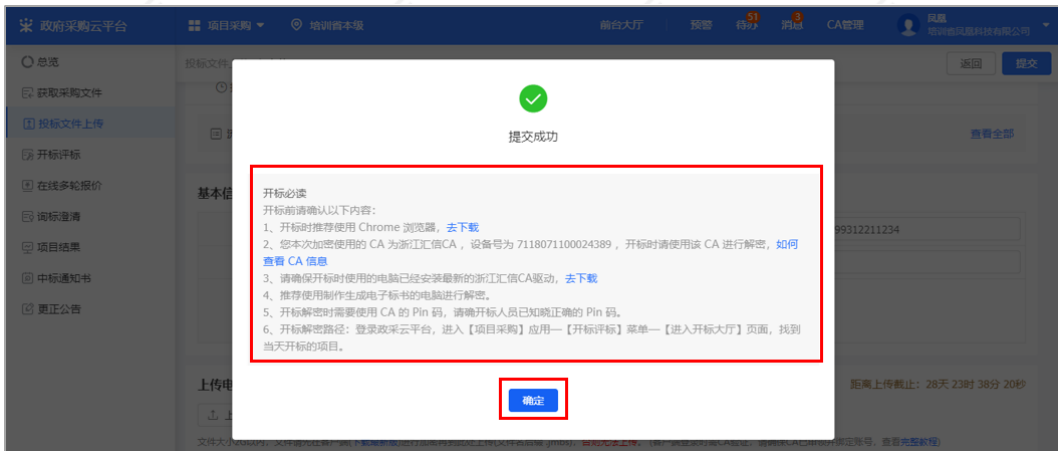 政府采购云平台
项目采购
培训省本级
前台大厅
预警
待办
51
消息
3
CA管理
凤凰
培训省凤凰科技有限公司
总览
获取采购文件
投标文件上传
开标评标
在线多轮报价
询标澄清
项目结果
中标通知书
更正公告
投标文件
返回
提交
查看全部
基本信
99312211234
提交成功
开标必读
开标前请确认以下内容:
1、开标时推荐使用 Chrome 浏览器，去下载
2、您本次加密使用的 CA 为浙江汇信CA ，设备号为 7118071100024389 ，开标时请使用该 CA 进行解密，如何
查看 CA 信息
3、请确保开标时使用的电脑已经安装最新的浙江汇信CA驱动，去下载
4、推荐使用制作生成电子标书的电脑进行解密。
5、开标解密时需要使用 CA 的 Pin 码，请确开标人员已知晓正确的 Pin 码。
6、开标解密路径：登录政采云平台，进入【项目采购】应用—【开标评标】菜单—【进入开标大厅】页面，找到
当天开标的项目。
确定
上传电
距离上传截止：28天 23时 38分 20秒
上
文件大小
查看完整教程)